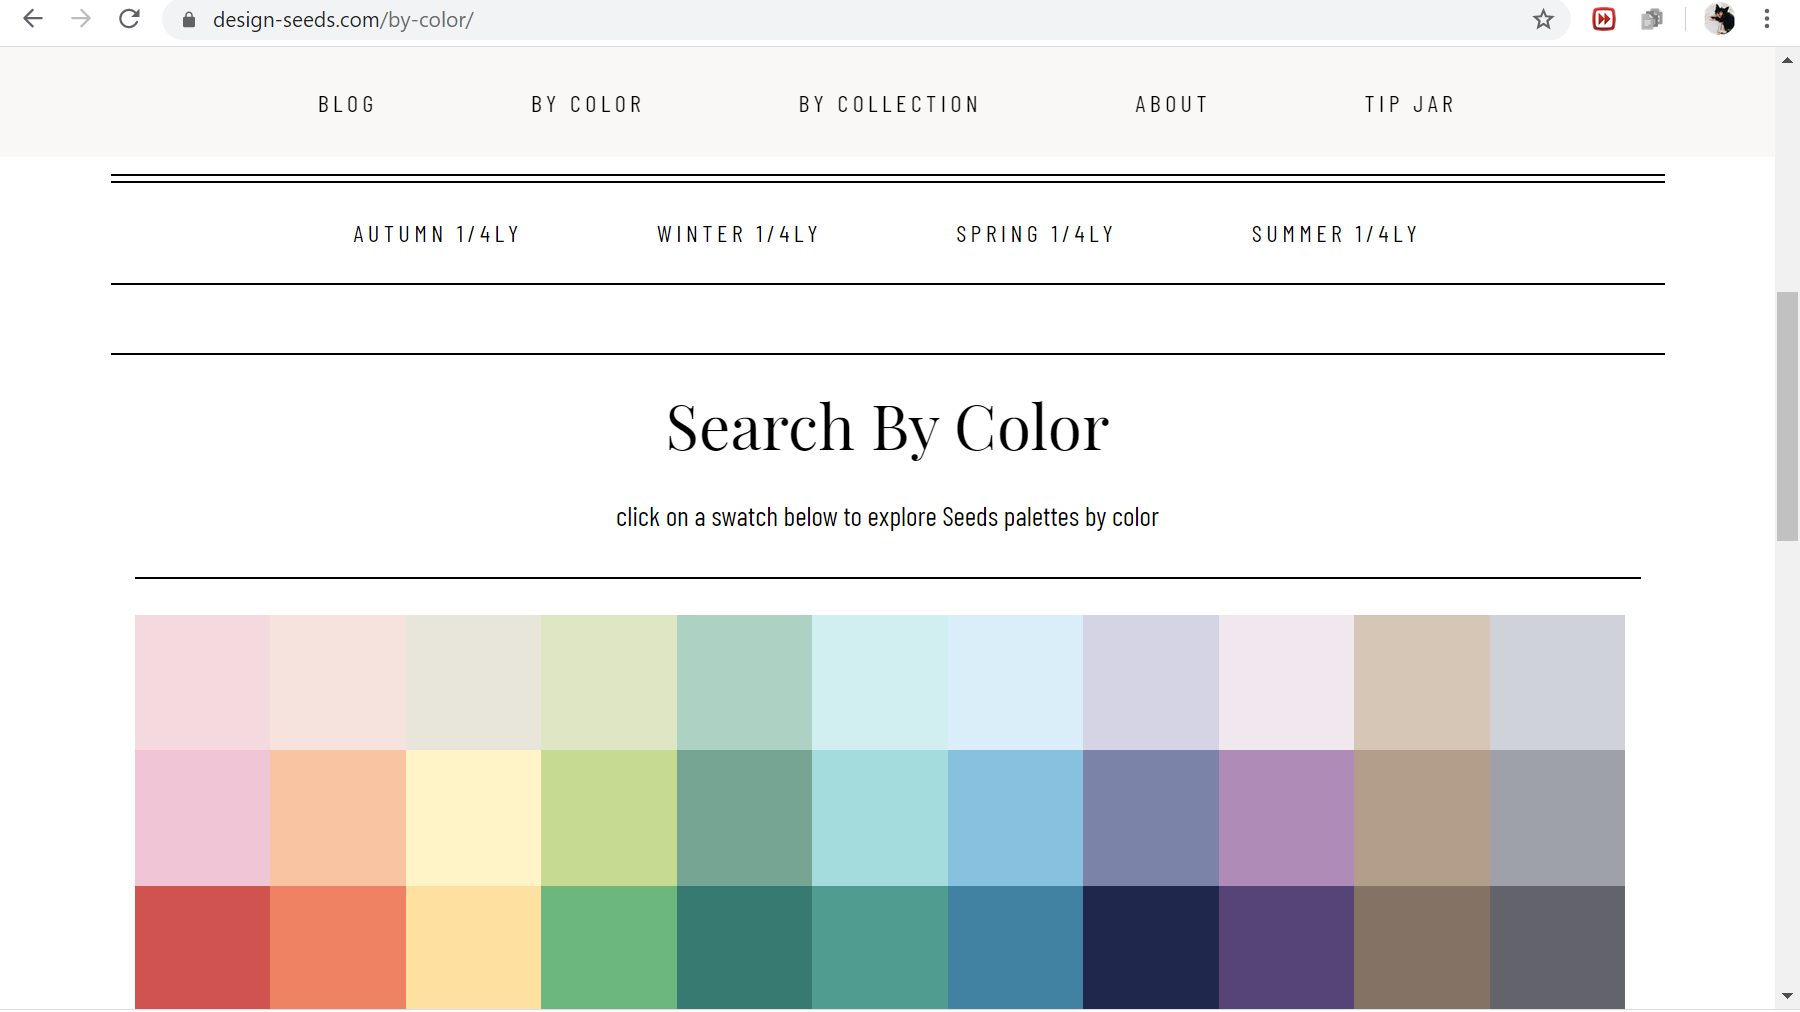 design-seeds.com/by-color/
BLOG BY COLOR BY COLLECTION ABOUT TIP JAR
AUTUMN 1/4LY WINTER 1/4LY SPRING 1/4LY SUMMER 1/4LY
Search By Color
click on a swatch below to explore Seeds palettes by color